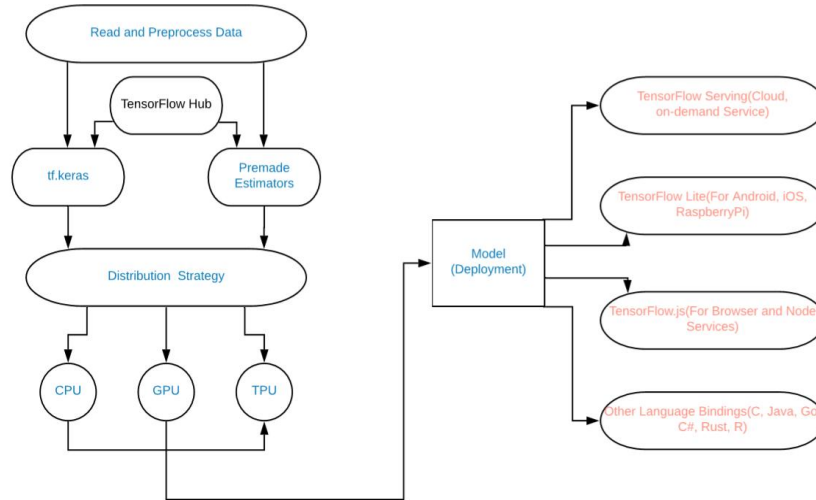 Read and Preprocess Data
TensorFlow Hub
tf.keras
Premade
Estimators
Distribution Strategy
CPU
GPU
TPU
Model
(Deployment)
TensorFlow Serving(Cloud,
on-demand Service)
TensorFlow Lite(For Android, iOS,
RaspberryPi)
TensorFlow.js(For Browser and Node
Services)
Other Language Bindings(C, Java, Go
C#, Rust, R)